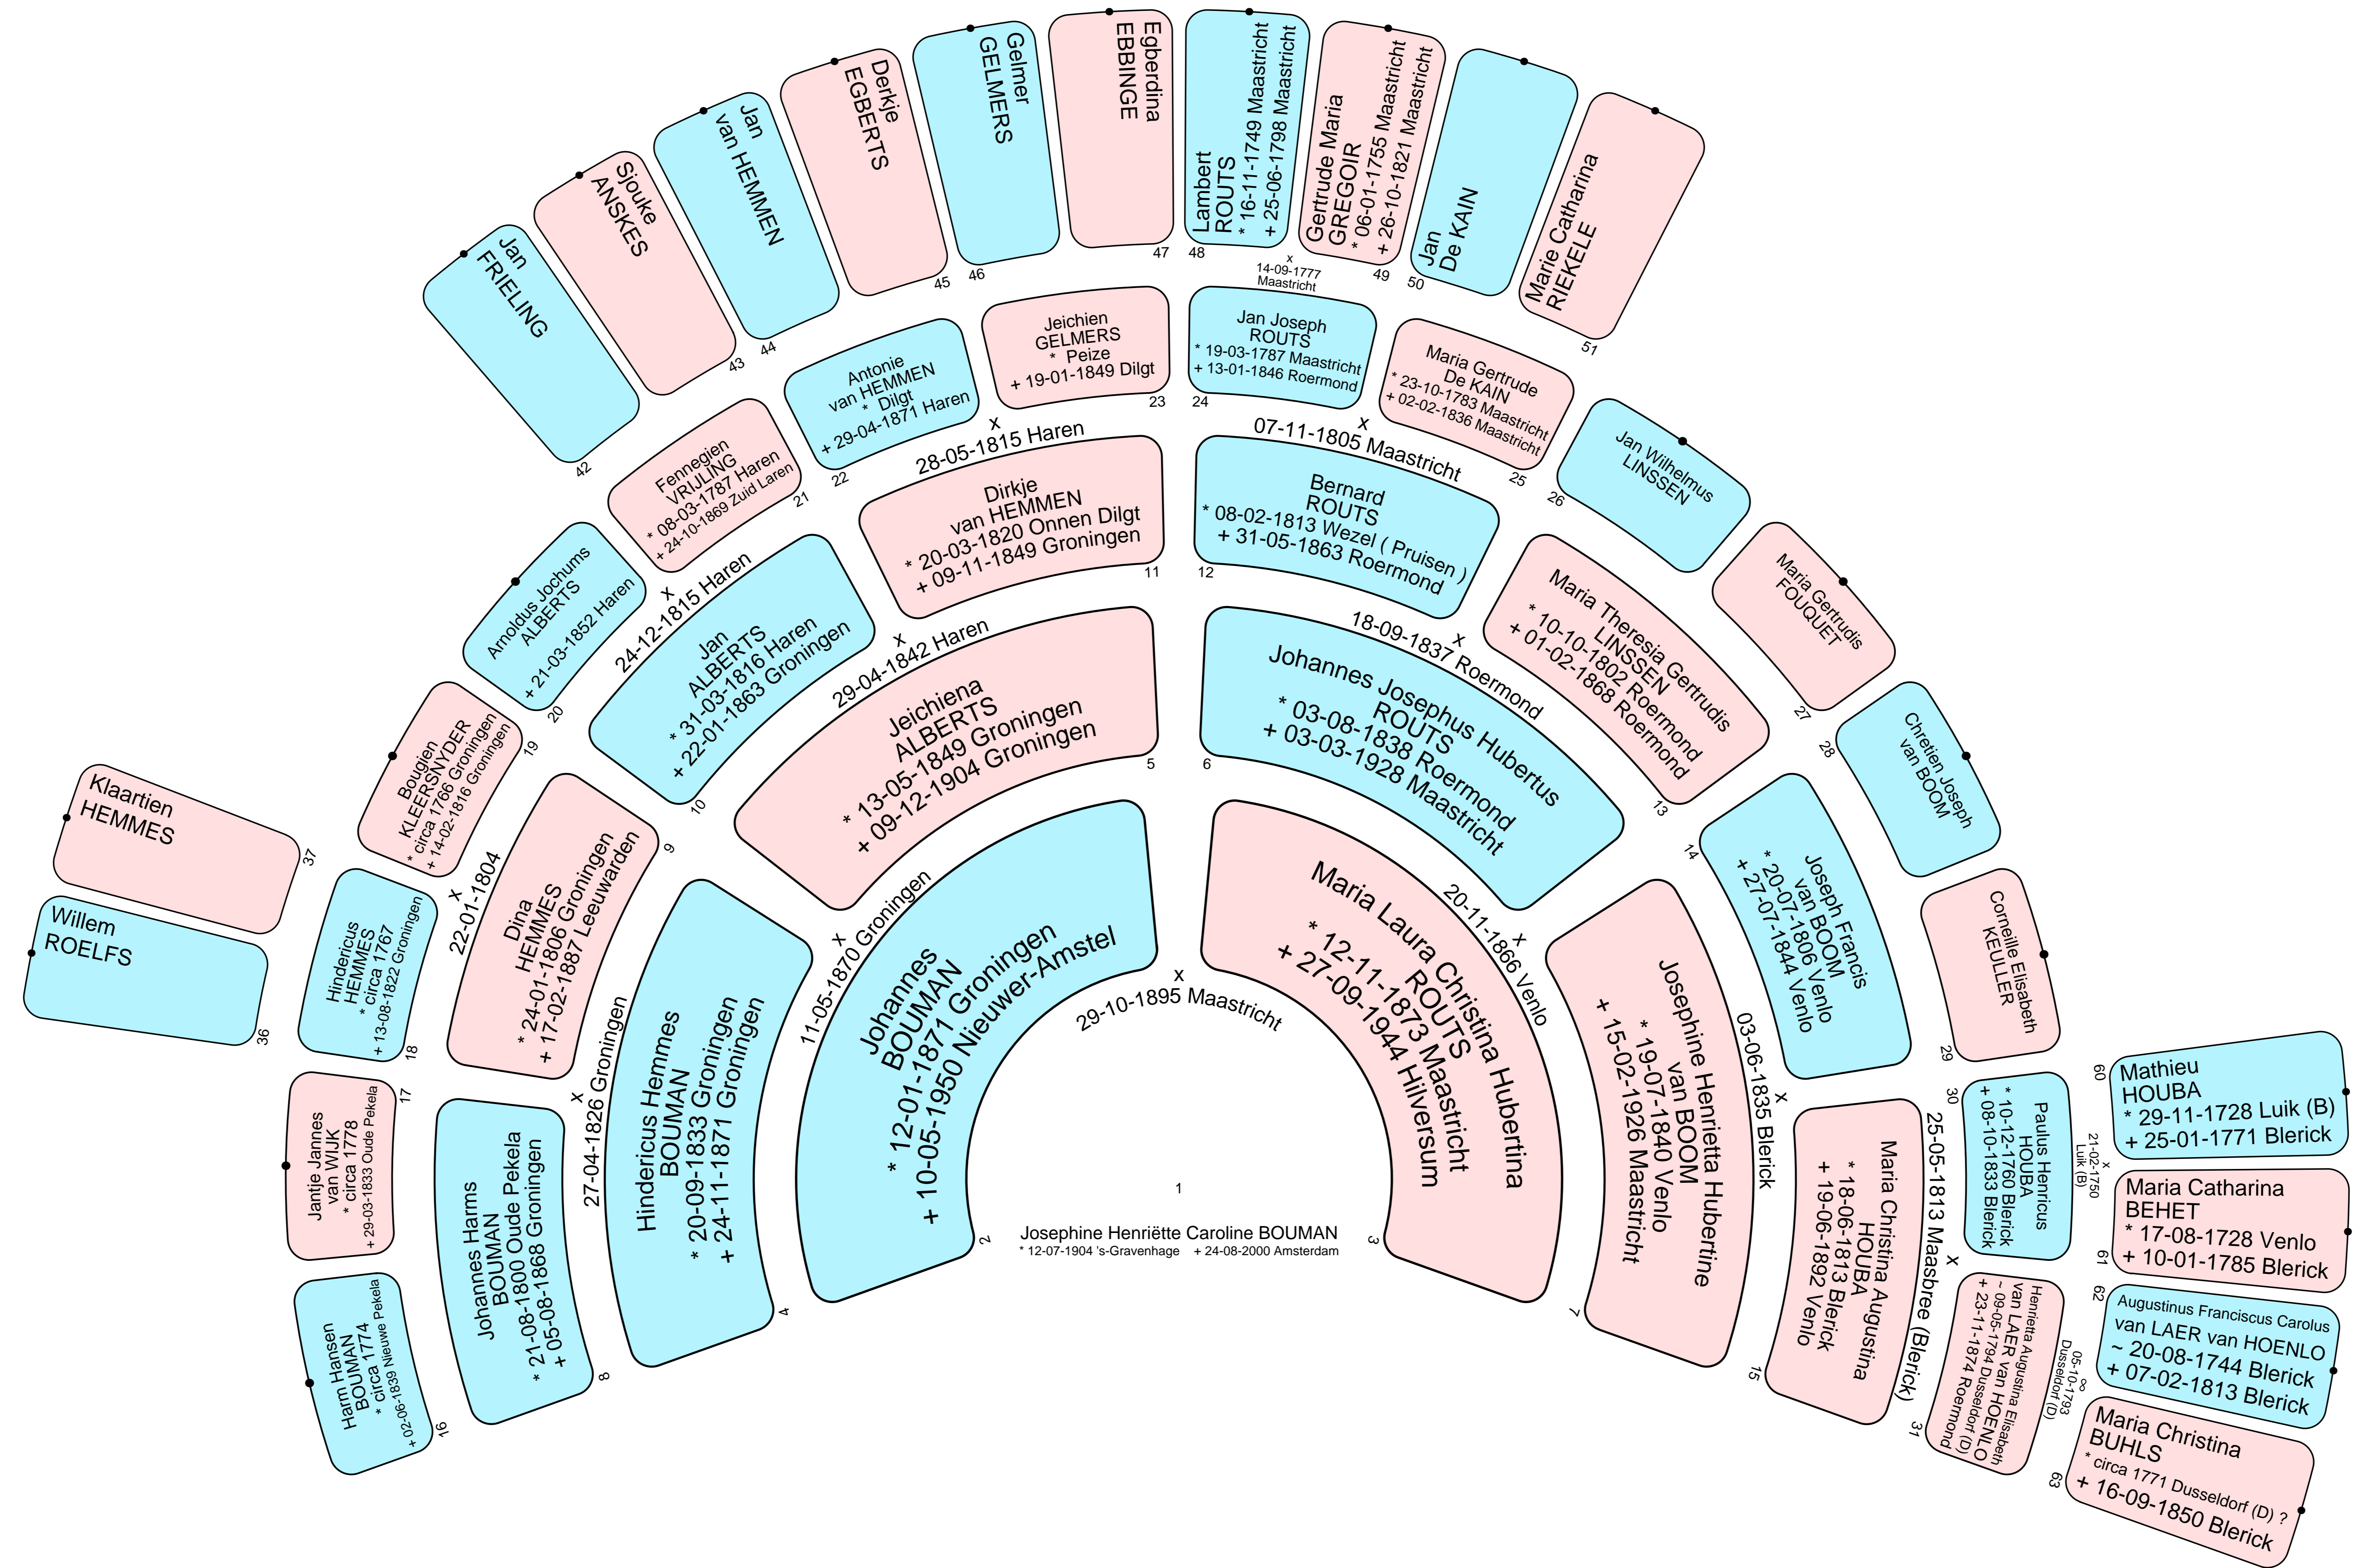 1
Josephine Henriëtte Caroline BOUMAN
* 12-07-1904 's-Gravenhage + 24-08-2000 Amsterdam
2
Johannes
BOUMAN
* 12-01-1871 Groningen
+ 10-05-1950 Nieuwer-Amstel
x
29-10-1895 Maastricht
3
Maria Laura Christina Hubertina
ROUTS
* 12-11-1873 Maastricht
+ 27-09-1944 Hilversum
4
Hindericus Hemmes
BOUMAN
* 20-09-1833 Groningen
+ 24-11-1871 Groningen
x
11-05-1870 Groningen
5
Jeichiena
ALBERTS
* 13-05-1849 Groningen
+ 09-12-1904 Groningen
6
Johannes Josephus Hubertus
ROUTS
* 03-08-1838 Roermond
+ 03-03-1928 Maastricht
x
20-11-1866 Venlo
7
Josephine Henrietta Hubertine
van BOOM
* 19-07-1840 Venlo
+ 15-02-1926 Maastricht
8
Johannes Harms
BOUMAN
* 21-08-1800 Oude Pekela
+ 05-08-1868 Groningen
x
27-04-1826 Groningen
9
Dina
HEMMES
* 24-01-1806 Groningen
+ 17-02-1887 Leeuwarden
10
Jan
ALBERTS
* 31-03-1816 Haren
+ 22-01-1863 Groningen
x
29-04-1842 Haren
11
Dirkje
van HEMMEN
* 20-03-1820 Onnen Dilgt
+ 09-11-1849 Groningen
12
Bernard
ROUTS
* 08-02-1813 Wezel ( Pruisen )
+ 31-05-1863 Roermond
x
18-09-1837 Roermond
13
Maria Theresia Gertrudis
LINSSEN
* 10-10-1802 Roermond
+ 01-02-1868 Roermond
14
Joseph Francis
van BOOM
* 20-07-1806 Venlo
+ 27-07-1844 Venlo
x
03-06-1835 Blerick
15
Maria Christina Augustina
HOUBA
* 18-06-1813 Blerick
+ 19-06-1892 Venlo
16
Harm Hansen
BOUMAN
* circa 1774
+ 02-06-1839 Nieuwe Pekela
17
Jantje Jannes
van WIJK
* circa 1778
+ 29-03-1833 Oude Pekela
18
Hindericus
HEMMES
* circa 1767
+ 13-08-1822 Groningen
x
22-01-1804
19
Bougien
KLEERSNYDER
* circa 1766 Groningen
+ 14-02-1816 Groningen
20
Arnoldus Jochums
ALBERTS
+ 21-03-1852 Haren
x
24-12-1815 Haren
21
Fennegien
VRIJLING
* 08-03-1787 Haren
+ 24-10-1869 Zuid Laren
22
Antonie
van HEMMEN
* Dilgt
+ 29-04-1871 Haren
x
28-05-1815 Haren
23
Jeichien
GELMERS
* Peize
+ 19-01-1849 Dilgt
24
Jan Joseph
ROUTS
* 19-03-1787 Maastricht
+ 13-01-1846 Roermond
x
07-11-1805 Maastricht
25
Maria Gertrude
De KAIN
* 23-10-1783 Maastricht
+ 02-02-1836 Maastricht
26
Jan Wilhelmus
LINSSEN
27
Maria Gertrudis
FOUQUET
28
Chretien Joseph
van BOOM
29
Corneille Elisabeth
KEULLER
30
Paulus Henricus
HOUBA
* 10-12-1760 Blerick
+ 08-10-1833 Blerick
x
25-05-1813 Maasbree (Blerick)
31
Henrietta Augustina Elisabeth
van LAER van HOENLO
~ 09-05-1794 Dusseldorf (D)
+ 23-11-1874 Roermond
36
Willem
ROELFS
37
Klaartien
HEMMES
42
Jan
FRIELING
43
Sjouke
ANSKES
44
Jan
van HEMMEN
45
Derkje
EGBERTS
46
Gelmer
GELMERS
47
Egberdina
EBBINGE
48
Lambert
ROUTS
* 16-11-1749 Maastricht
+ 25-06-1798 Maastricht
x
14-09-1777
Maastricht
49
Gertrude Maria
GREGOIR
* 06-01-1755 Maastricht
+ 26-10-1821 Maastricht
50
Jan
De KAIN
51
Marie Catharina
RIEKELE
60
Mathieu
HOUBA
* 29-11-1728 Luik (B)
+ 25-01-1771 Blerick
x
21-02-1750
Luik (B)
61
Maria Catharina
BEHET
* 17-08-1728 Venlo
+ 10-01-1785 Blerick
62
Augustinus Franciscus Carolus
van LAER van HOENLO
~ 20-08-1744 Blerick
+ 07-02-1813 Blerick
∞
05-10-1793
Dusseldorf (D)
63
Maria Christina
BUHLS
* circa 1771 Dusseldorf (D) ?
+ 16-09-1850 Blerick